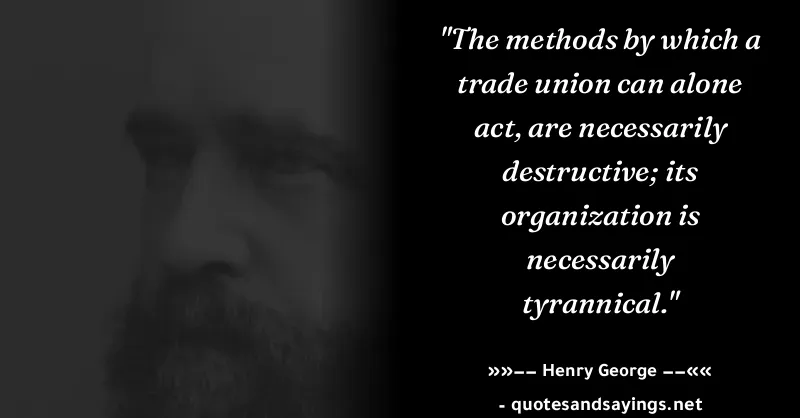 "The methods by which a
trade union can alone
act, are necessarily
destructive; its
organization is
necessarily
tyrannical."
»»–– Henry George ––««
- quotesandsayings.net